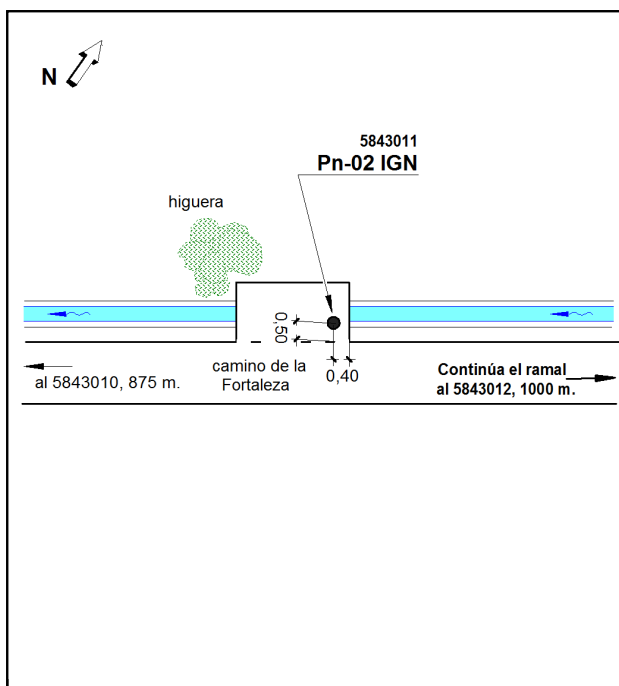 N
5843011
Pn-02 IGN
higuera
0,50
camino de la
Fortaleza
0,40
al 5843010, 875 m.
Continúa el ramal
al 5843012, 1000 m.